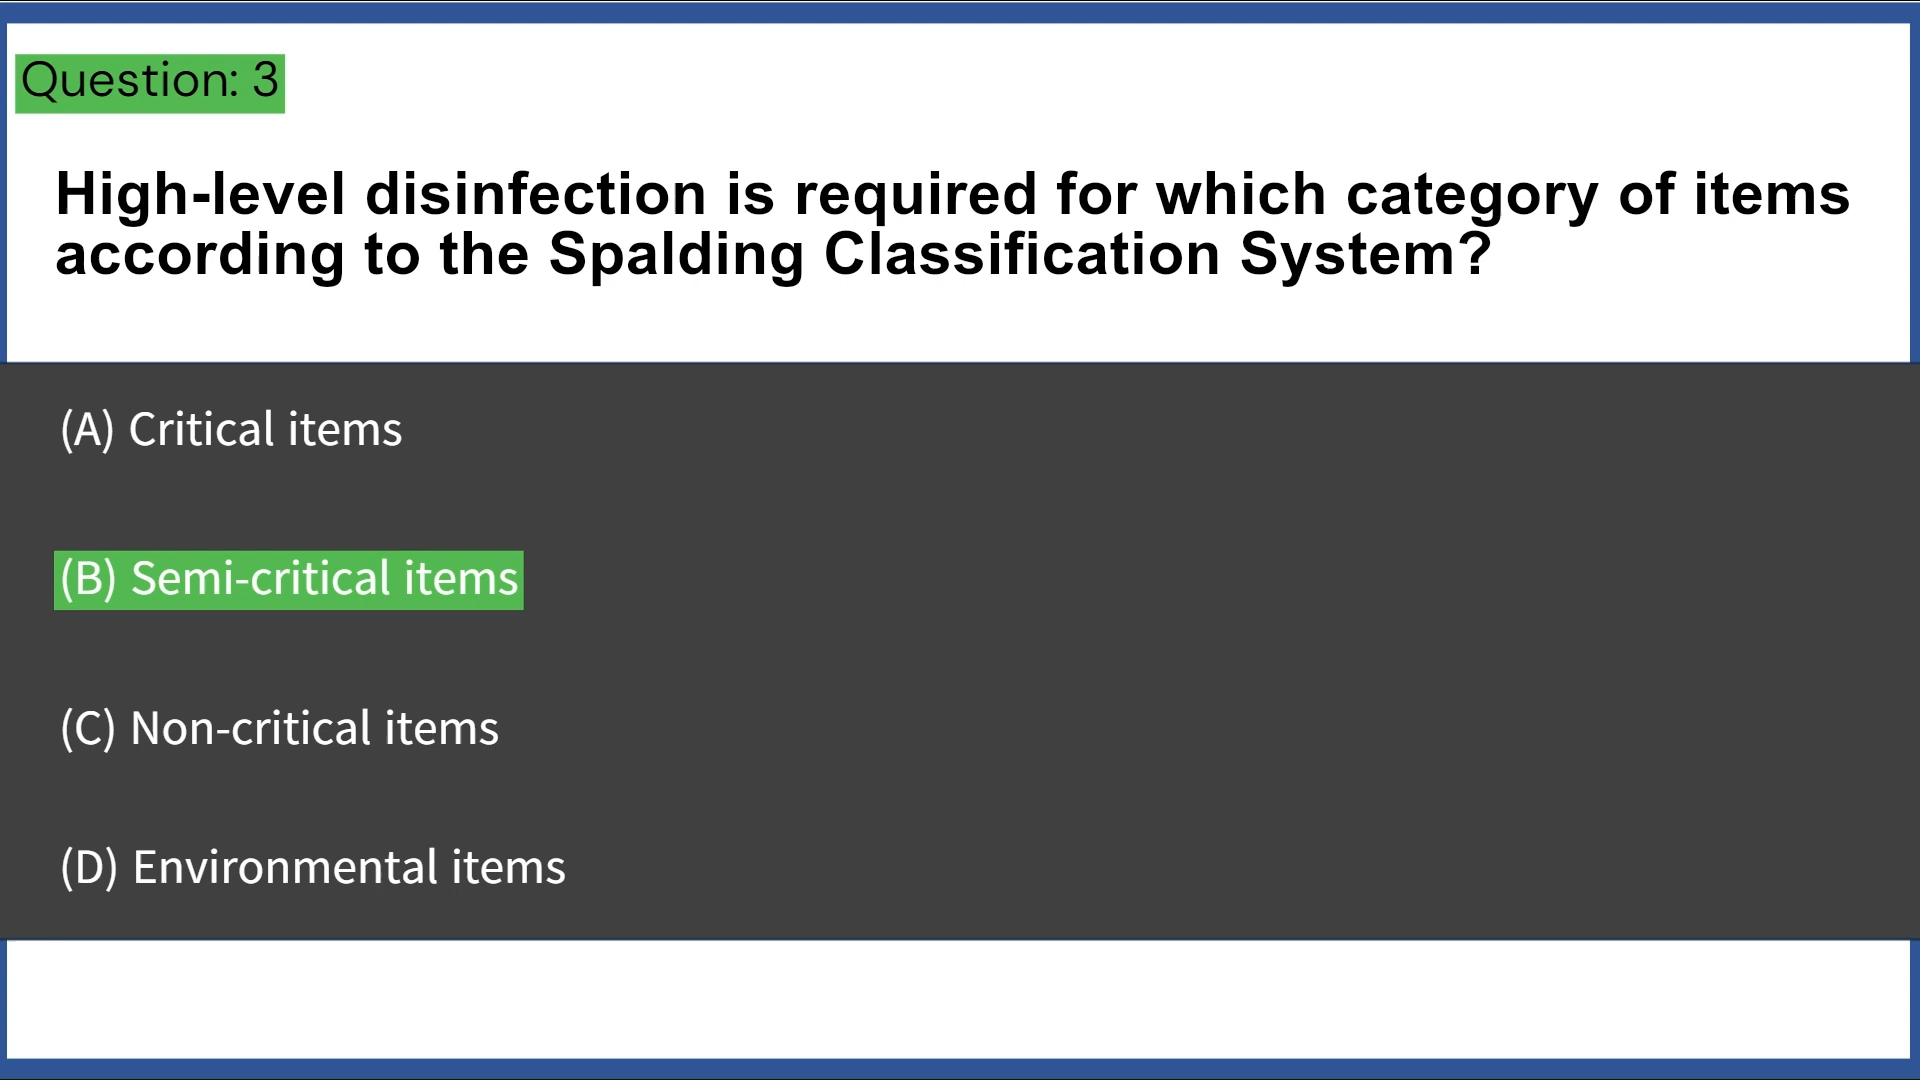 Question: 3
High-level disinfection is required for which category of items
according to the Spalding Classification System?
(A) Critical items
(B) Semi-critical items
(C) Non-critical items
(D) Environmental items